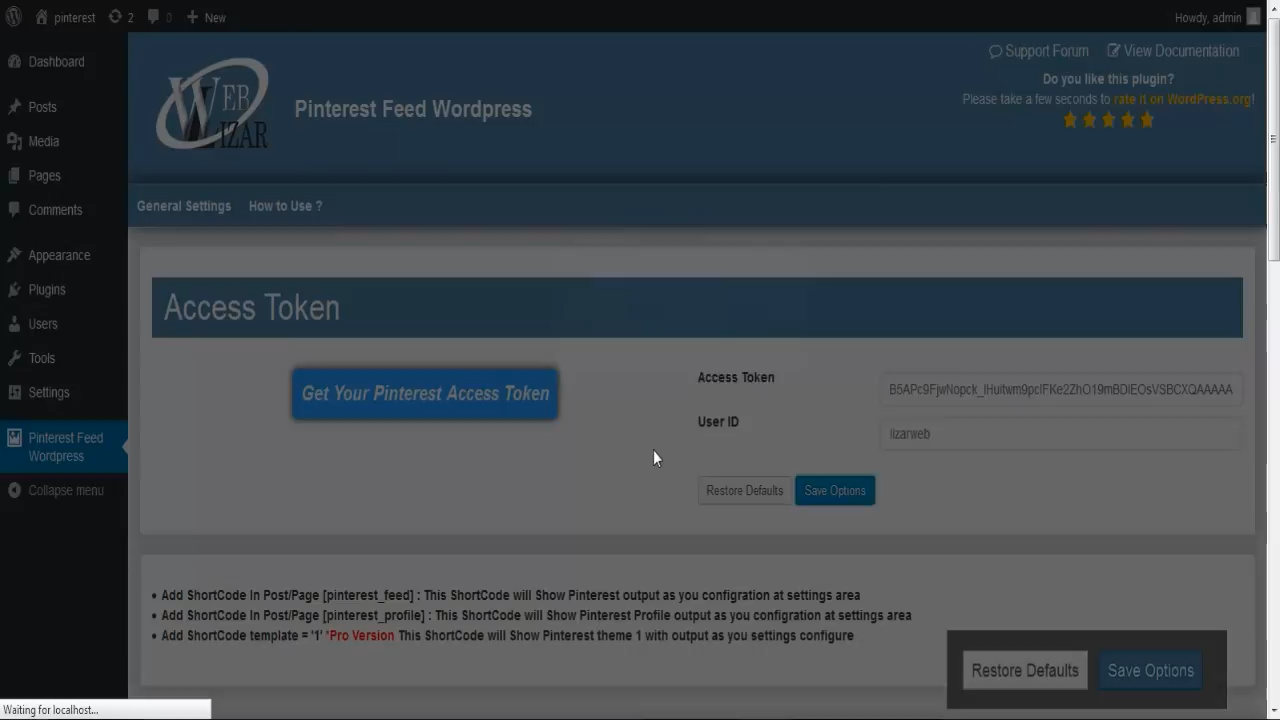 pinterest 2 0 New Howdy, admin
Dashboard
Posts
Media
Pages
Comments
Appearance
Plugins
Users
Tools
Settings
Pinterest Feed
Wordpress
Collapse menu
WEB
LIZAR
Pinterest Feed Wordpress
Support Forum View Documentation
Do you like this plugin?
Please take a few seconds to rate it on WordPress.org!
General Settings How to Use ?
Access Token
Get Your Pinterest Access Token
Access Token
User ID
lizarweb
Restore Defaults Save Options
• Add ShortCode In Post/Page [pinterest_feed] : This ShortCode will Show Pinterest output as you configration at settings area
• Add ShortCode In Post/Page [pinterest_profile] : This ShortCode will Show Pinterest Profile output as you configration at settings area
• Add ShortCode template = '1' 'Pro Version This ShortCode will Show Pinterest theme 1 with output as you settings configure
Restore Defaults Save Options
Waiting for localhost...